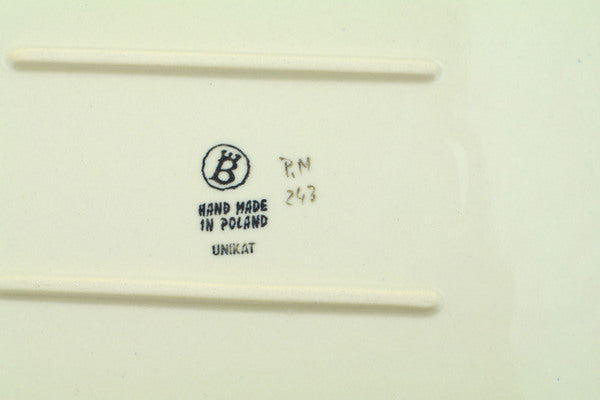 B
HAND MADE
IN POLAND
UNIKAT
P.M
243